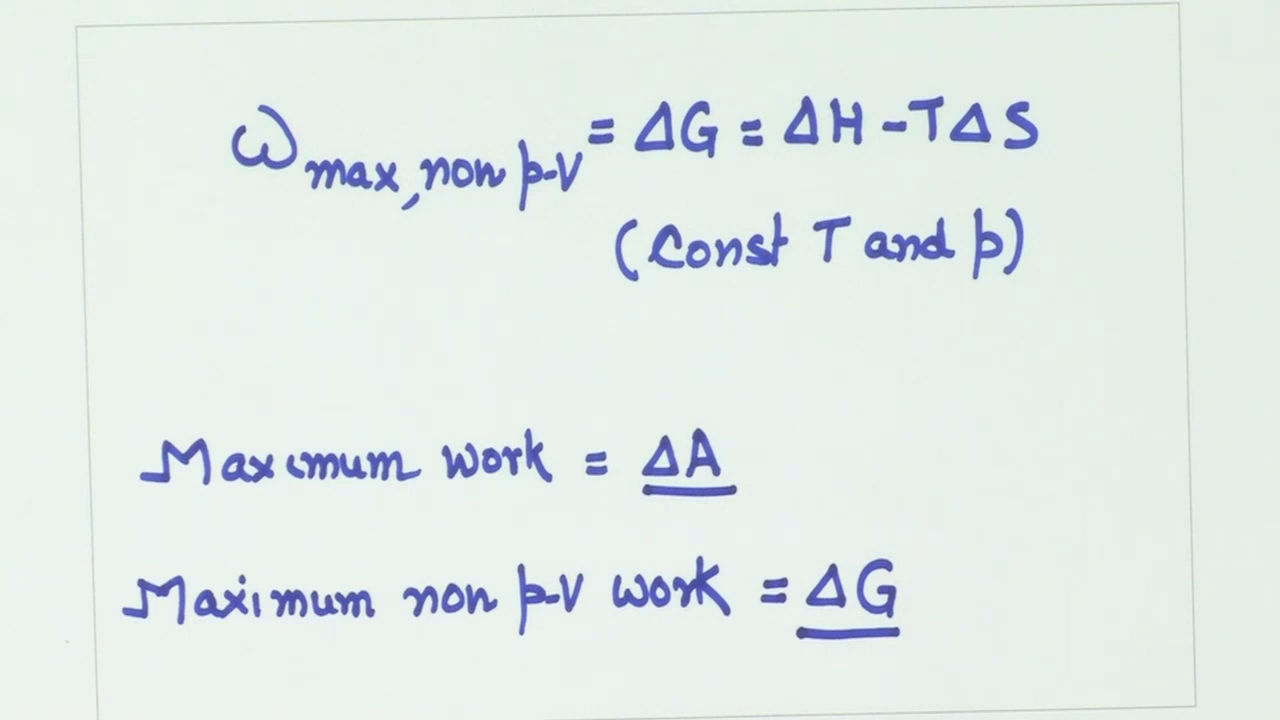 ω max, non p-V = ΔG = ΔH - TΔS
(Const T and p)
Maximum work = ΔA
Maximum non p-V work = ΔG